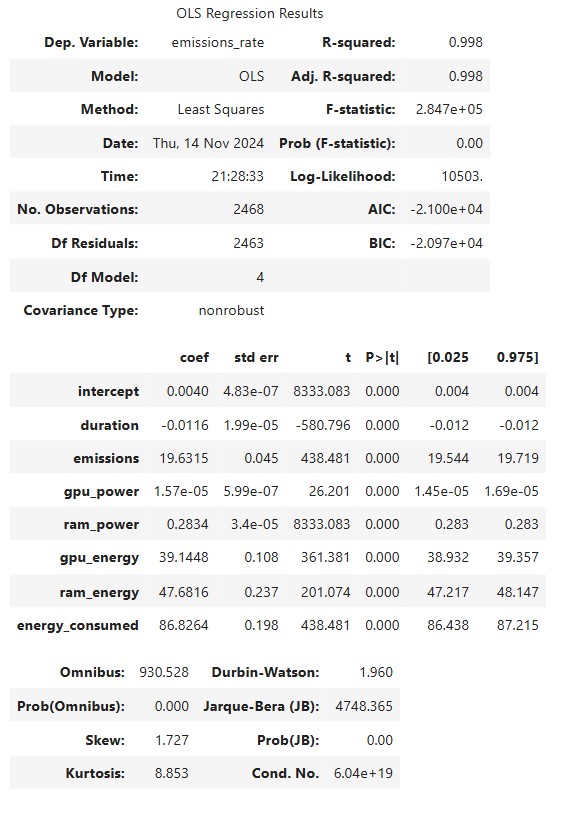 OLS Regression Results
Dep. Variable: emissions_rate R-squared: 0.998
Model: OLS Adj. R-squared: 0.998
Method: Least Squares F-statistic: 2.847e+05
Date: Thu, 14 Nov 2024 Prob (F-statistic): 0.00
Time: 21:28:33 Log-Likelihood: 10503.
No. Observations: 2468 AIC: -2.100e+04
Df Residuals: 2463 BIC: -2.097e+04
Df Model: 4
Covariance Type: nonrobust
coef std err t P>|t| [0.025 0.975]
intercept 0.0040 4.83e-07 8333.083 0.000 0.004 0.004
duration -0.0116 1.99e-05 -580.796 0.000 -0.012 -0.012
emissions 19.6315 0.045 438.481 0.000 19.544 19.719
gpu_power 1.57e-05 5.99e-07 26.201 0.000 1.45e-05 1.69e-05
ram_power 0.2834 3.4e-05 8333.083 0.000 0.283 0.283
gpu_energy 39.1448 0.108 361.381 0.000 38.932 39.357
ram_energy 47.6816 0.237 201.074 0.000 47.217 48.147
energy_consumed 86.8264 0.198 438.481 0.000 86.438 87.215
Omnibus: 930.528 Durbin-Watson: 1.960
Prob(Omnibus): 0.000 Jarque-Bera (JB): 4748.365
Skew: 1.727 Prob(JB): 0.00
Kurtosis: 8.853 Cond. No. 6.04e+19